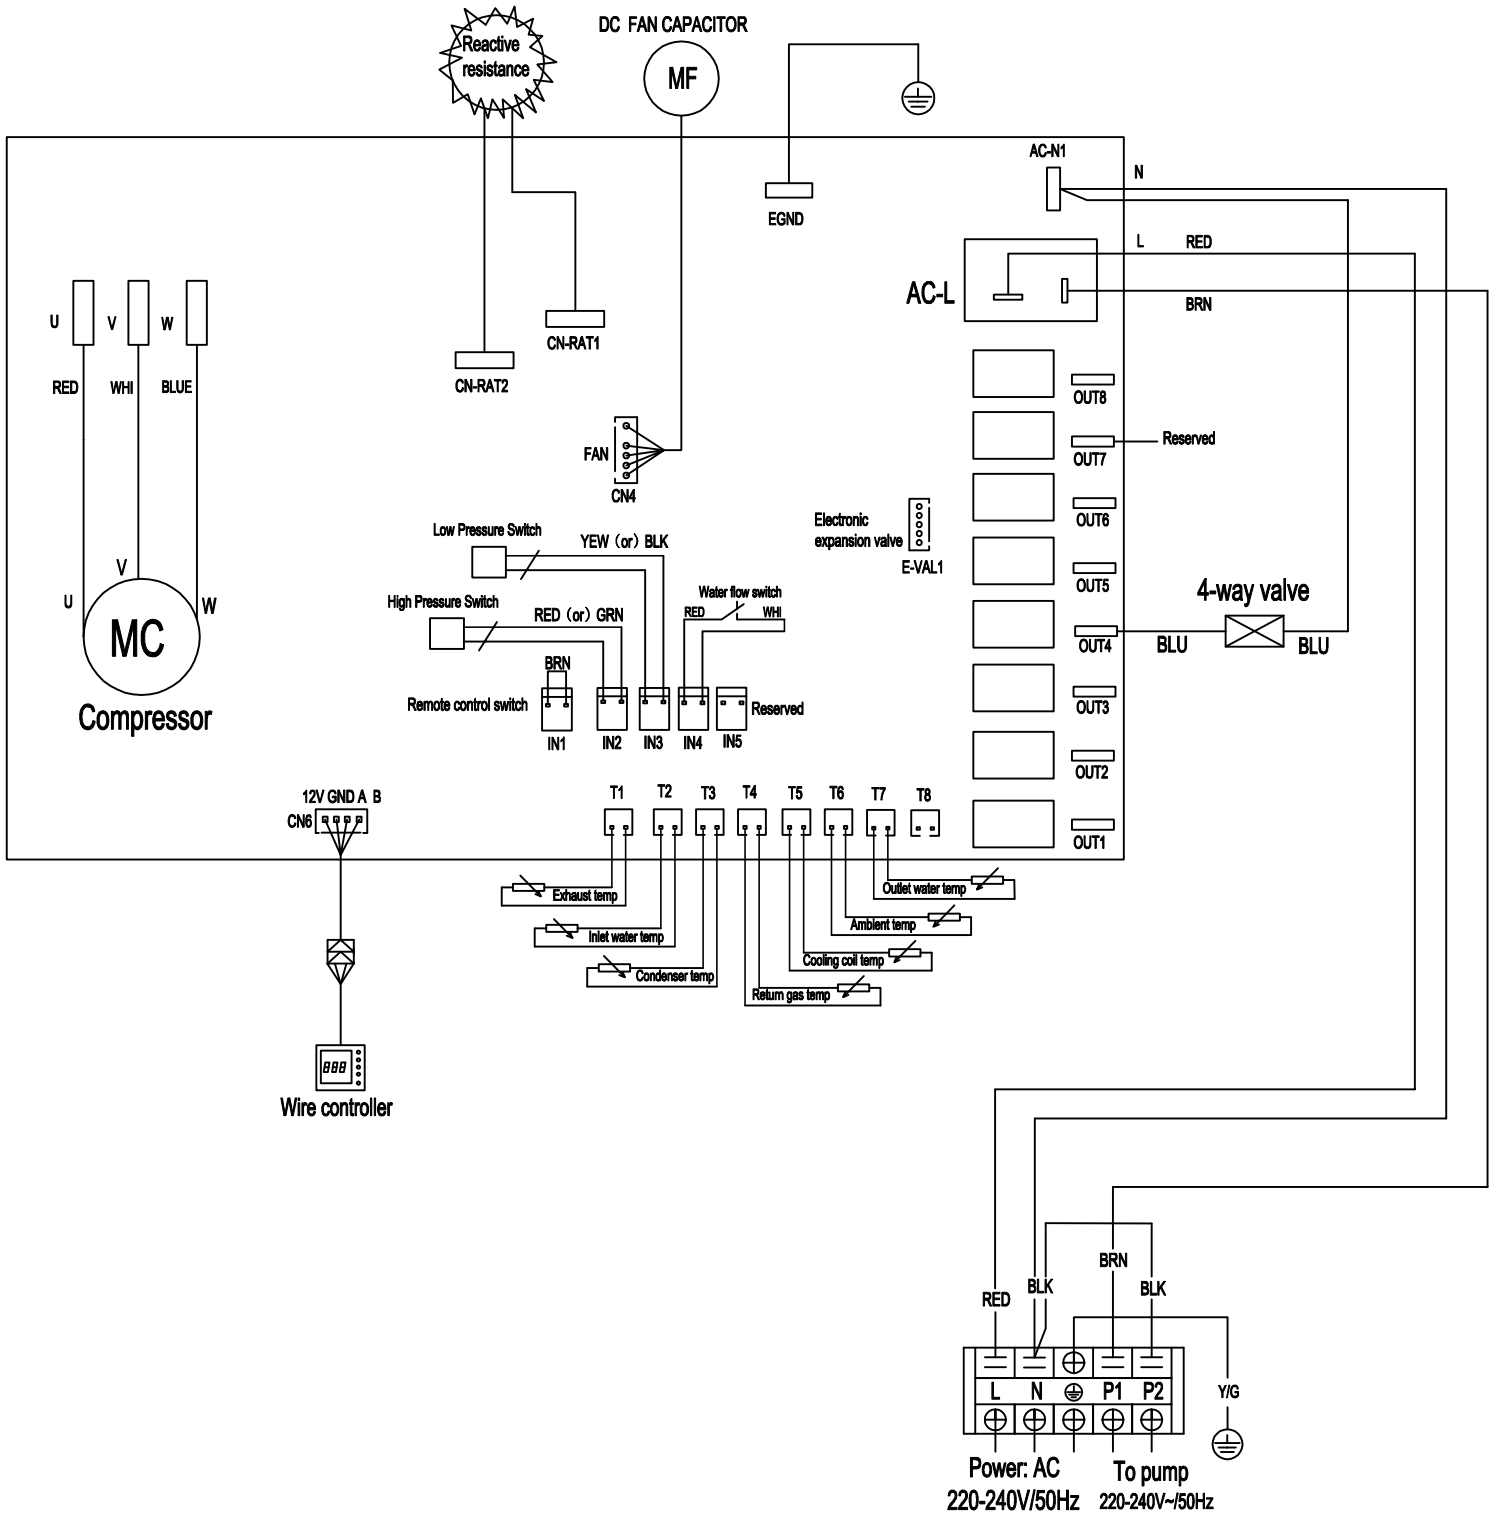 DC FAN CAPACITOR
Reactive
resistance
MF
AC-N1
N
EGND
L
RED
AC-L
BRN
U
V
W
CN-RAT1
CN-RAT2
RED
WHI
BLUE
OUT8
Reserved
OUT7
FAN
CN4
Electronic
expansion valve
E-VAL1
OUT6
Low Pressure Switch
YEW (or) BLK
OUT5
4-way valve
V
U
W
MC
Compressor
High Pressure Switch
RED (or) GRN
Water flow switch
RED
WHI
BLU
BLU
OUT4
BRN
Remote control switch
Reserved
IN1
IN2
IN3
IN4
IN5
OUT3
OUT2
12V GND A B
CN6
T1
T2
T3
T4
T5
T6
T7
T8
OUT1
Exhaust temp
Outlet water temp
Inlet water temp
Ambient temp
Condenser temp
Cooling coil temp
Return gas temp
888
Wire controller
BRN
RED
BLK
BLK
L
N
P1
P2
Y/G
Power: AC
220-240V/50Hz
To pump
220-240V~/50Hz